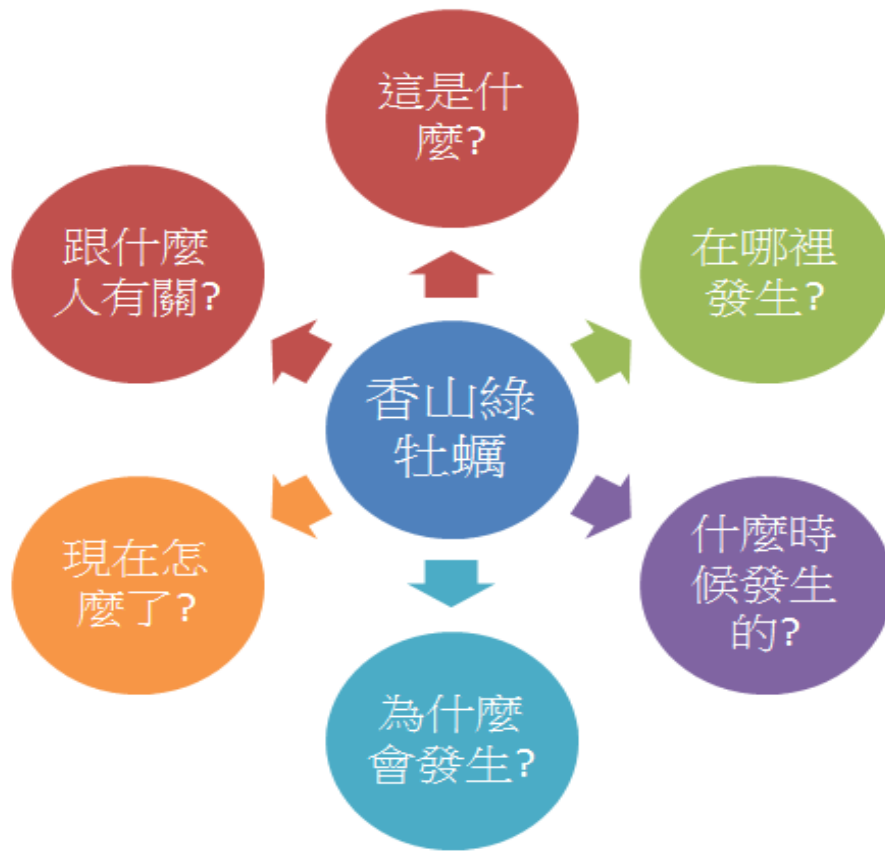 這是什
麼?
跟什麼
人有關?
在哪裡
發生?
香山綠
牡蠣
現在怎
麼了?
什麼時
候發生
的?
為什麼
會發生?